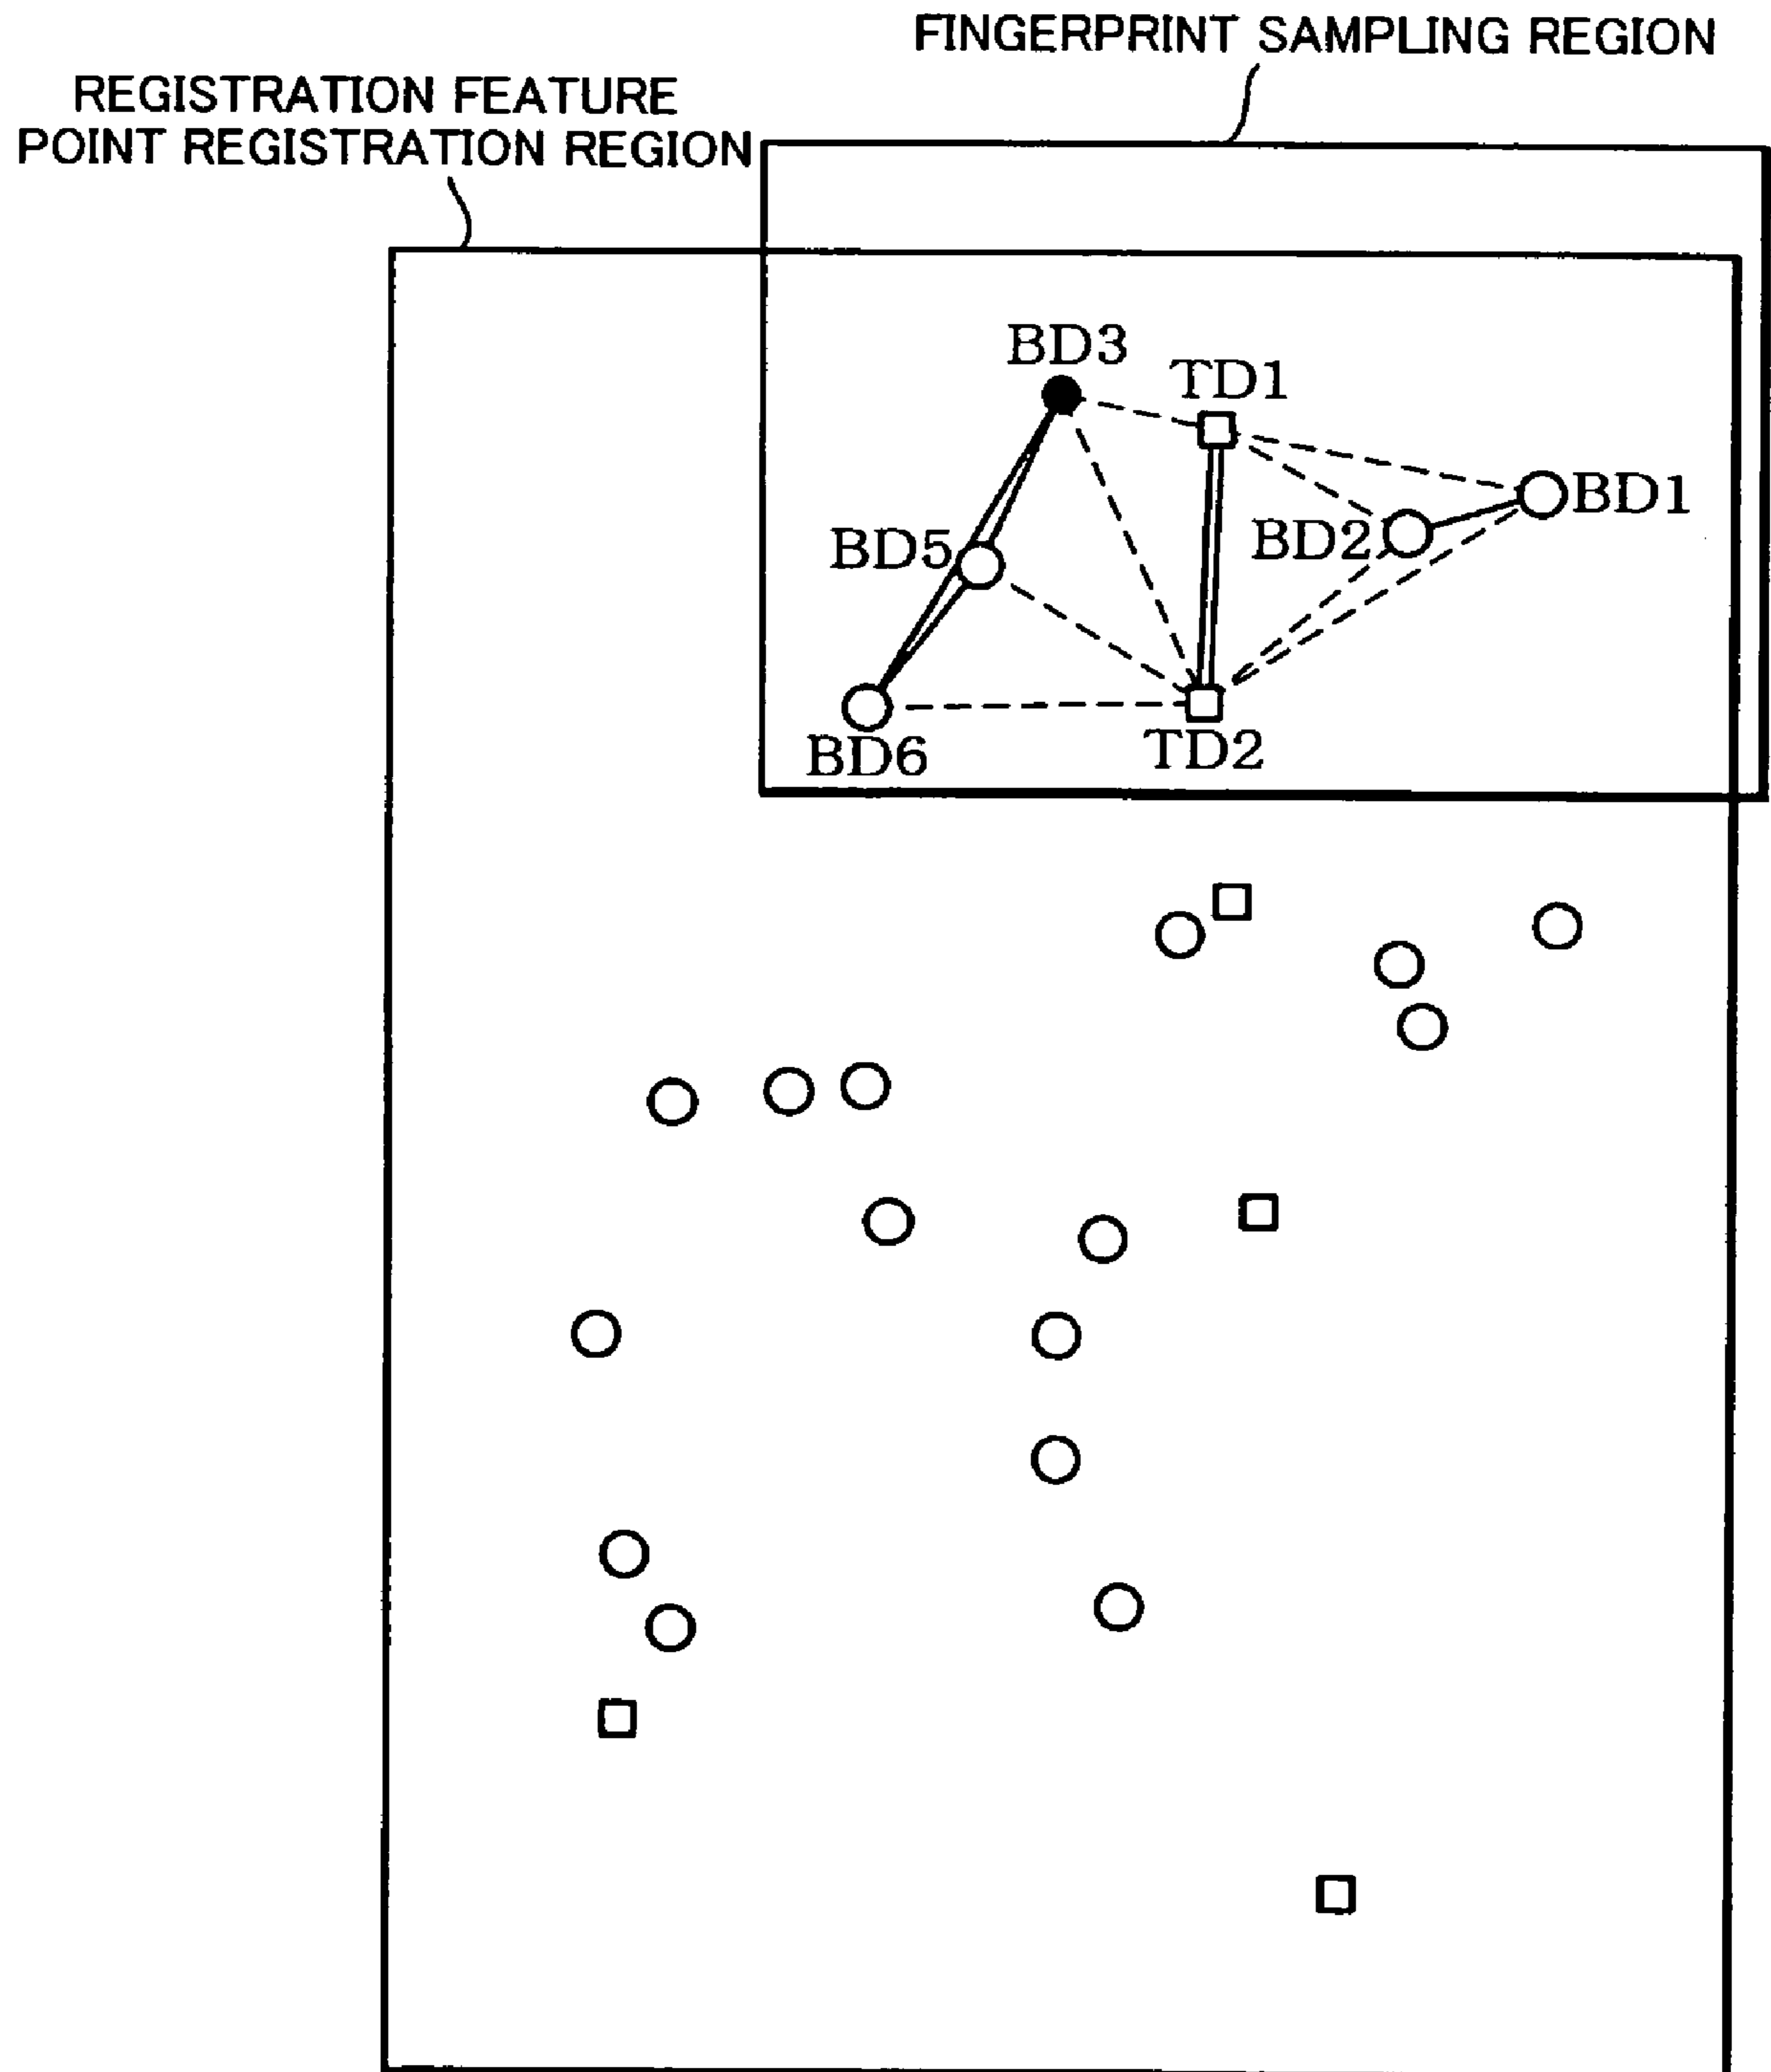 FINGERPRINT SAMPLING REGION
REGISTRATION FEATURE
POINT REGISTRATION REGION
BD3
TD1
BD1
BD2
BD5
BD6
TD2